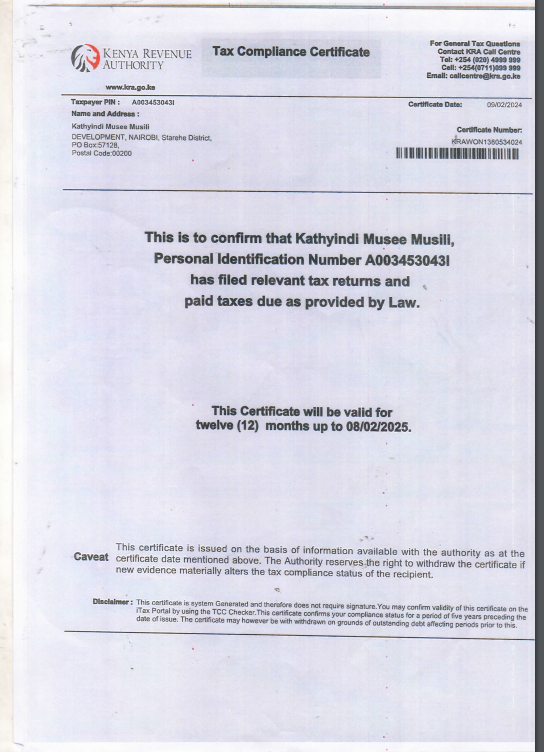 KENYA REVENUE
AUTHORITY
www.kra.go.ke
Tax Compliance Certificate
For General Tax Questions
Contact KRA Call Centre
Tel: +254 (020) 4999 999
Cell: +254(0711)099 999
Email: callcentre@kra.go.ke
Taxpayer PIN : A003453043I
Name and Address :
Kathyindi Musee Musili
DEVELOPMENT, NAIROBI, Starehe District,
PO Box:57128,
Postal Code:00200
Certificate Date: 09/02/2024
Certificate Number:
KRAWON1380534024
This is to confirm that Kathyindi Musee Musili,
Personal Identification Number A003453043I
has filed relevant tax returns and
paid taxes due as provided by Law.
This Certificate will be valid for
twelve (12) months up to 08/02/2025.
Caveat
This certificate is issued on the basis of information available with the authority as at the
certificate date mentioned above. The Authority reserves the right to withdraw the certificate if
new evidence materially alters the tax compliance status of the recipient.
Disclaimer : This certificate is system Generated and therefore does not require signature.You may confirm validity of this certificate on the
iTax Portal by using the TCC Checker.This certificate confirms your compliance status for a period of five years preceding the
date of issue. The certificate may however be with withdrawn on grounds of outstanding debt affecting periods prior to this.